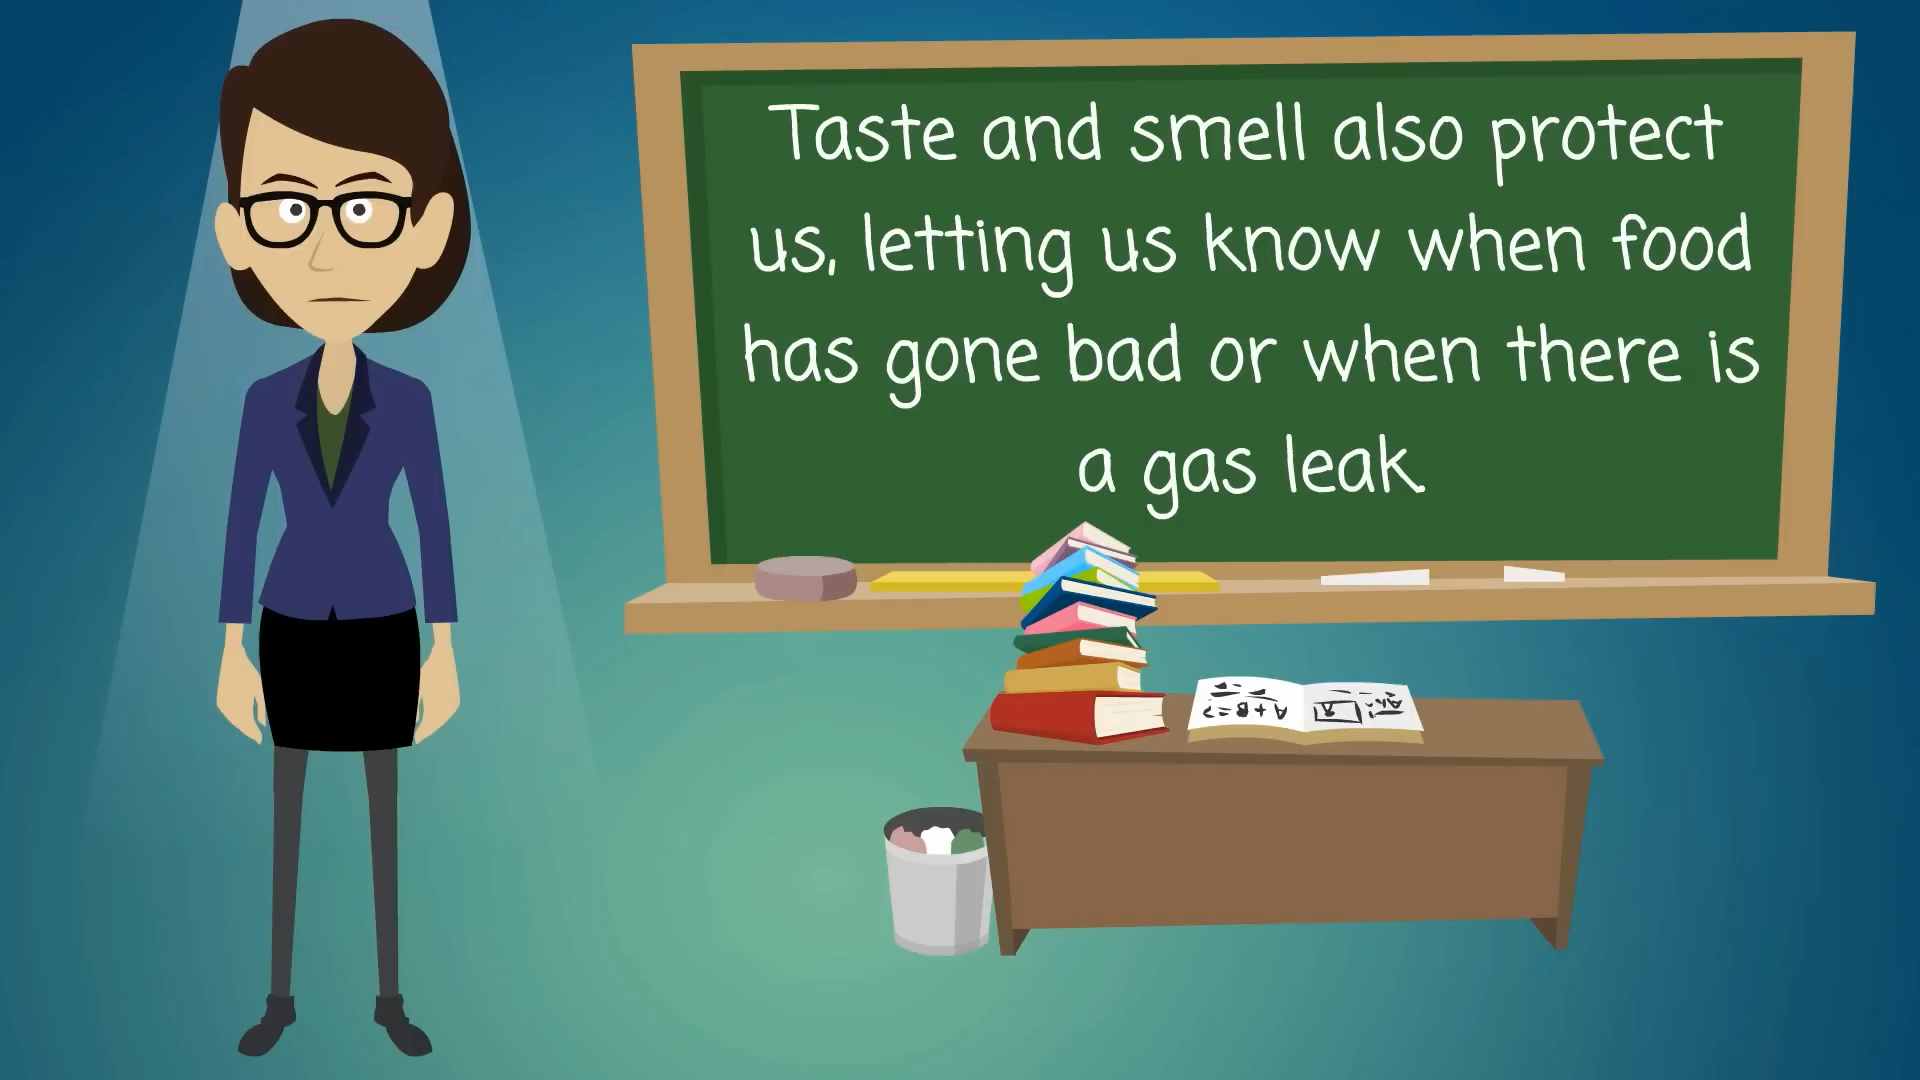 Taste and smell also protect
us, letting us know when food
has gone bad or when there is
a gas leak.
A+B=?